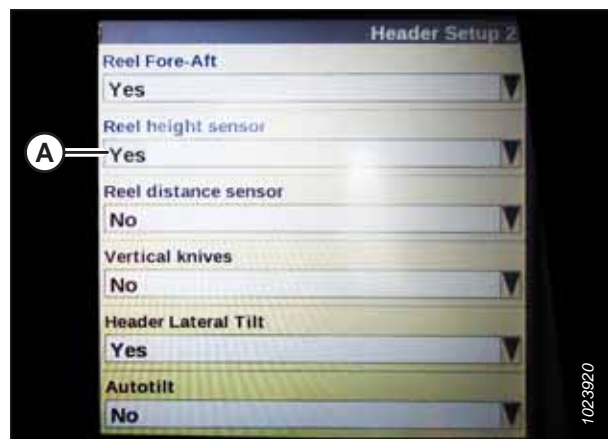 Header Setup 2
Reel Fore-Aft
Yes
Reel height sensor
A
Yes
Reel distance sensor
No
Vertical knives
No
Header Lateral Tilt
Yes
Autotilt
No
1023920